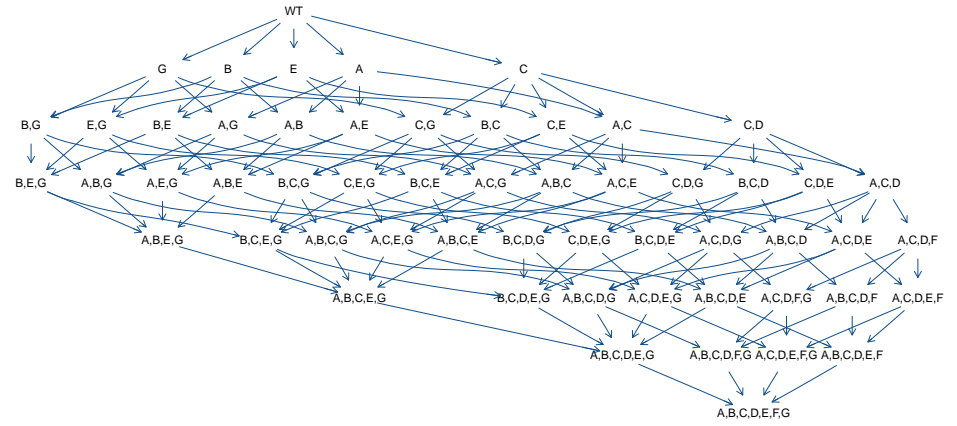 WT
G B E A C
B,G E,G B,E A,G A,B A,E C,G B,C C,E A,C C,D
B,E,G A,B,G A,E,G A,B,E B,C,G C,E,G B,C,E A,C,G A,B,C A,C,E C,D,G B,C,D C,D,E A,C,D
A,B,E,G B,C,E,G A,B,C,G A,C,E,G A,B,C,E B,C,D,G C,D,E,G B,C,D,E A,C,D,G A,B,C,D A,C,D,E A,C,D,F
A,B,C,E,G B,C,D,E,G A,B,C,D,G A,C,D,E,G A,B,C,D,E A,C,D,F,G A,B,C,D,F A,C,D,E,F
A,B,C,D,E,G A,B,C,D,F,G A,C,D,E,F,G A,B,C,D,E,F
A,B,C,D,E,F,G